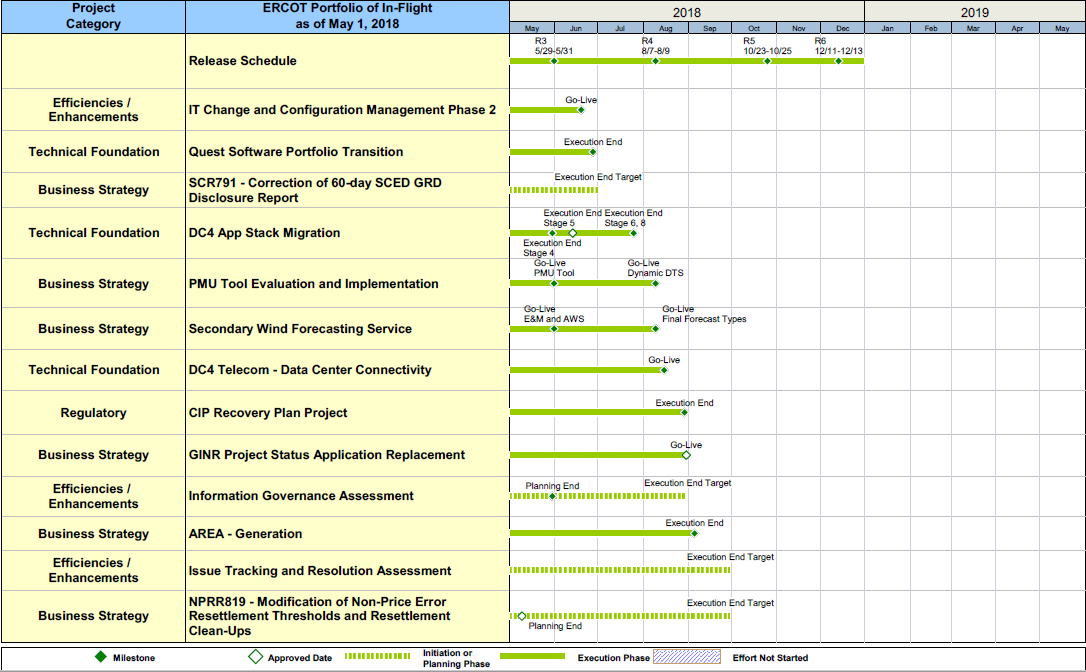 Project
Category
ERCOT Portfolio of In-Flight
as of May 1, 2018
2018
2019
May Jun Jul Aug Sep Oct Nov Dec Jan Feb Mar Apr May
Release Schedule
R3
5/29-5/31
R4
8/7-8/9
R5
10/23-10/25
R6
12/11-12/13
Efficiencies /
Enhancements
IT Change and Configuration Management Phase 2
Go-Live
Technical Foundation
Quest Software Portfolio Transition
Execution End
Business Strategy
SCR791 - Correction of 60-day SCED GRD
Disclosure Report
Execution End Target
Technical Foundation
DC4 App Stack Migration
Execution End
Stage 5
Execution End
Stage 6, 8
Execution End
Stage 4
Business Strategy
PMU Tool Evaluation and Implementation
Go-Live
PMU Tool
Go-Live
Dynamic DTS
Business Strategy
Secondary Wind Forecasting Service
Go-Live
E&M and AWS
Go-Live
Final Forecast Types
Technical Foundation
DC4 Telecom - Data Center Connectivity
Go-Live
Regulatory
CIP Recovery Plan Project
Execution End
Business Strategy
GINR Project Status Application Replacement
Go-Live
Efficiencies /
Enhancements
Information Governance Assessment
Planning End
Execution End Target
Business Strategy
AREA - Generation
Execution End
Efficiencies /
Enhancements
Issue Tracking and Resolution Assessment
Execution End Target
Business Strategy
NPRR819 - Modification of Non-Price Error
Resettlement Thresholds and Resettlement
Clean-Ups
Execution End Target
Planning End
Milestone
Approved Date
Initiation or
Planning Phase
Execution Phase
Effort Not Started